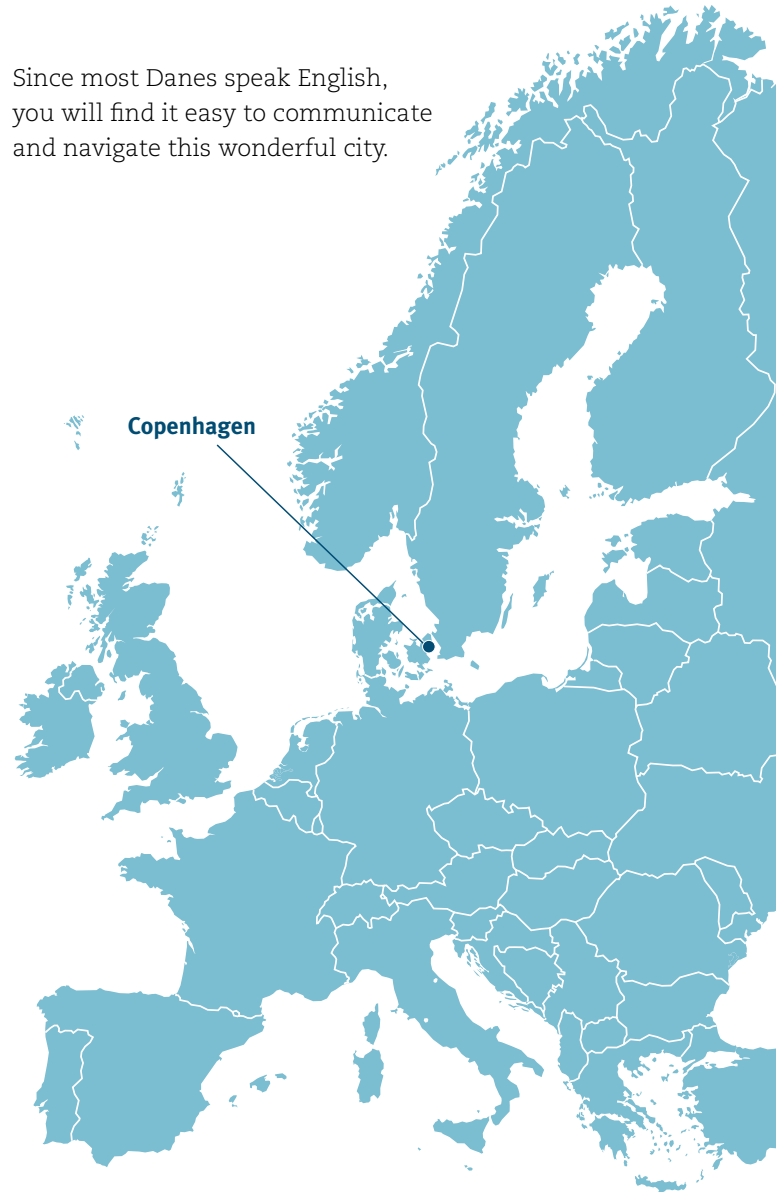 Since most Danes speak English,
you will find it easy to communicate
and navigate this wonderful city.
Copenhagen